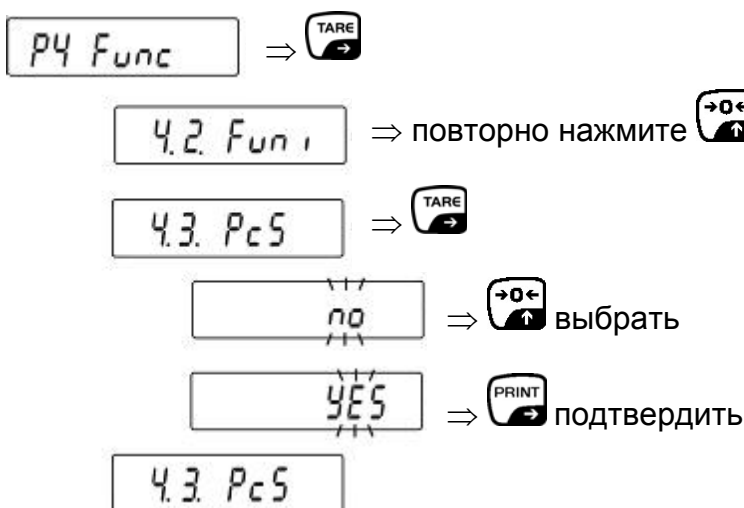 P4 Func ⇒ TARE
4.2. Funi ⇒ повторно нажмите →0←
4.3. PcS ⇒ TARE
no ⇒ →0← выбрать
YES ⇒ PRINT подтвердить
4.3. PcS